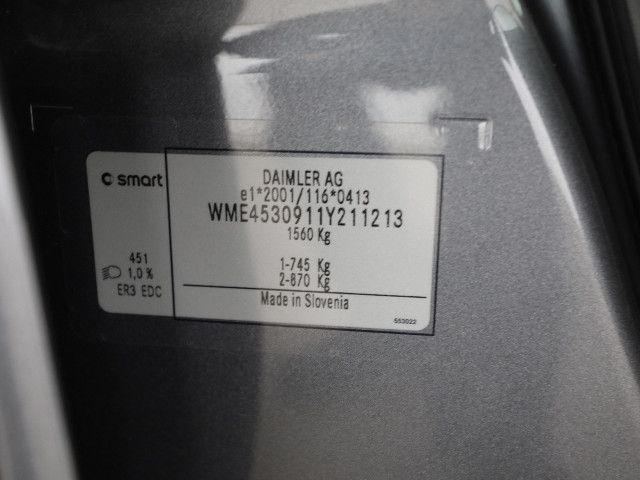 smart
DAIMLER AG
e1*2001/116*0413
WME4530911Y211213
1560 Kg
451
1,0 %
ER3 EDC
1-745 Kg
2-870 Kg
Made in Slovenia
553022